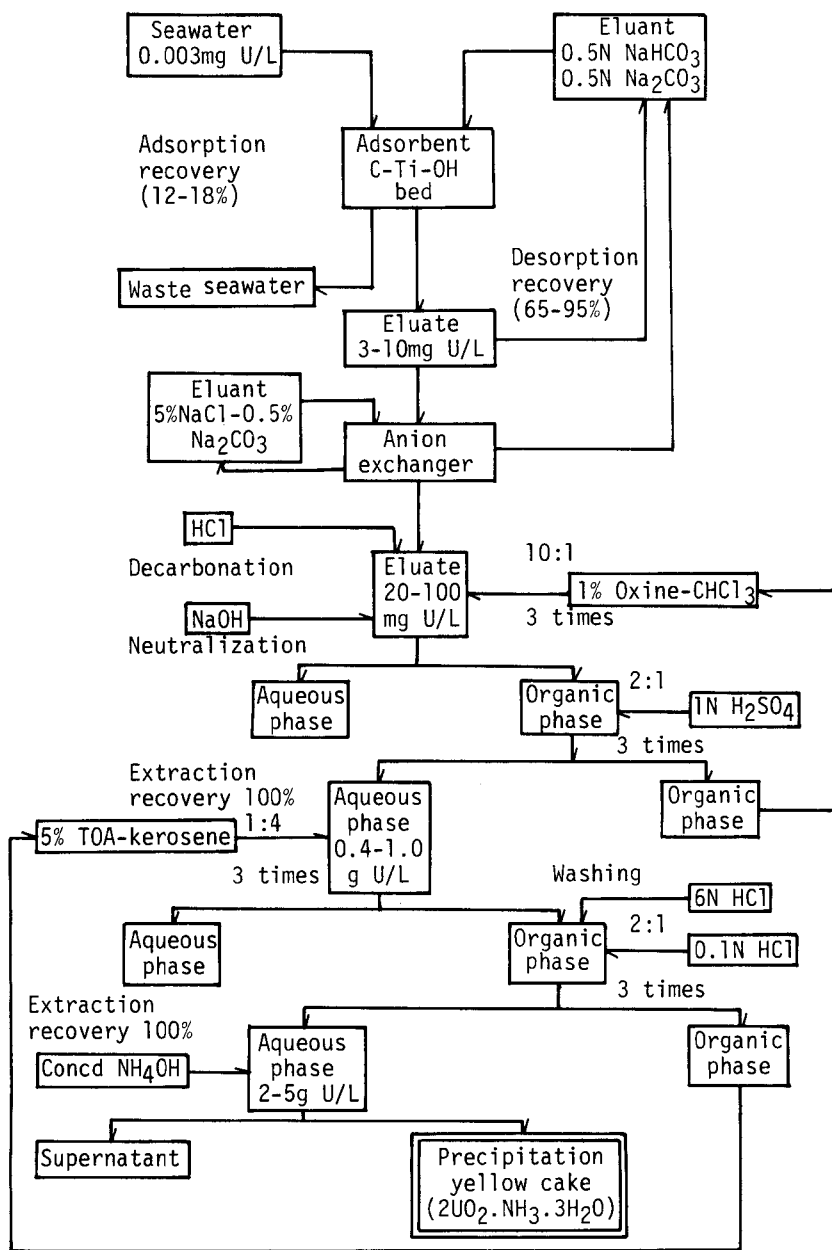 Seawater
0.003mg U/L
Eluant
0.5N NaHCO3
0.5N Na2CO3
Adsorption
recovery
(12-18%)
Adsorbent
C-Ti-OH
bed
Waste seawater
Desorption
recovery
(65-95%)
Eluate
3-10mg U/L
Eluant
5%NaCl-0.5%
Na2CO3
Anion
exchanger
HCl
Decarbonation
Eluate
20-100
mg U/L
10:1
1% Oxine-CHCl3
3 times
NaOH
Neutralization
Aqueous
phase
Organic
phase
2:1
1N H2SO4
3 times
Extraction
recovery 100%
1:4
5% TOA-kerosene
3 times
Aqueous
phase
0.4-1.0
g U/L
Organic
phase
Washing
6N HCl
2:1
0.1N HCl
Aqueous
phase
Organic
phase
3 times
Extraction
recovery 100%
Concd NH4OH
Aqueous
phase
2-5g U/L
Organic
phase
Supernatant
Precipitation
yellow cake
(2UO2.NH3.3H2O)